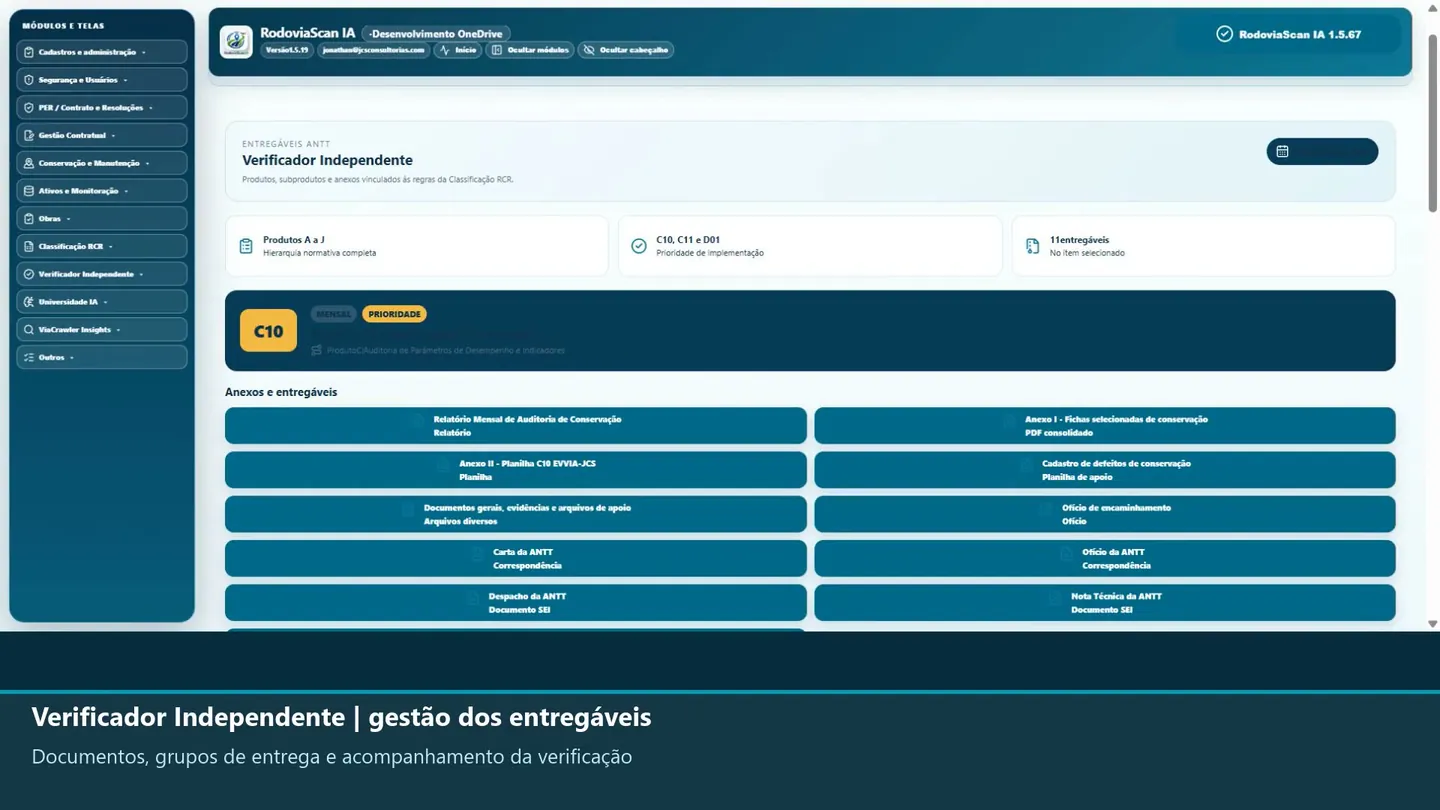 MÓDULOS E TELAS
Cadastros e administração
Segurança e Usuários
PER / Contrato e Resoluções
Gestão Contratual
Conservação e Manutenção
Ativos e Monitoração
Obras
Classificação RCR
Verificador Independente
Universidade IA
ViaCrawler Insights
Outros
RodoviaScan IA
-Desenvolvimento OneDrive
Versão1.5.19
jonathan@jcsconsultorias.com
Início
Ocultar módulos
Ocultar cabeçalho
RodoviaScan IA 1.5.67
ENTREGÁVEIS ANTT
Verificador Independente
Produtos, subprodutos e anexos vinculados às regras da Classificação RCR.
Produtos A a J
Hierarquia normativa completa
C10, C11 e D01
Prioridade de implementação
11entregáveis
No item selecionado
C10
MENSAL
PRIORIDADE
ProdutoC/Auditoria de Parâmetros de Desempenho e Indicadores
Anexos e entregáveis
Relatório Mensal de Auditoria de Conservação
Relatório
Anexo I - Fichas selecionadas de conservação
PDF consolidado
Anexo II - Planilha C10 EVVIA-JCS
Planilha
Cadastro de defeitos de conservação
Planilha de apoio
Documentos gerais, evidências e arquivos de apoio
Arquivos diversos
Ofício de encaminhamento
Ofício
Carta da ANTT
Correspondência
Ofício da ANTT
Correspondência
Despacho da ANTT
Documento SEI
Nota Técnica da ANTT
Documento SEI
Verificador Independente | gestão dos entregáveis
Documentos, grupos de entrega e acompanhamento da verificação